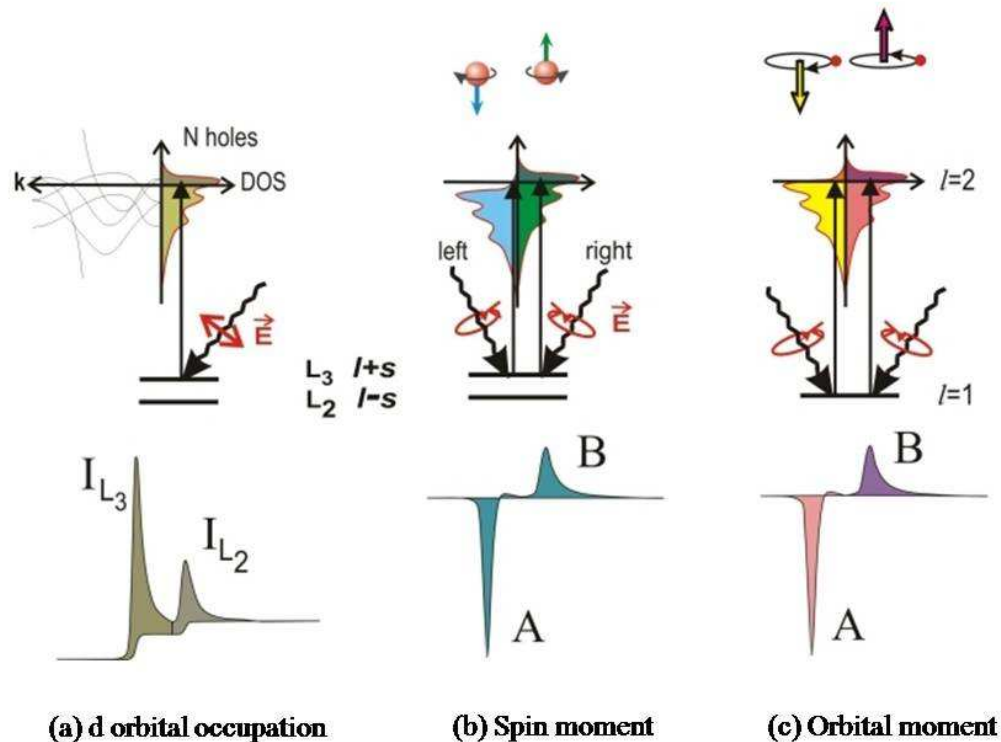 N holes
k
DOS
E
L3 l+s
L2 l-s
left
right
E
l=2
l=1
IL3
IL2
A
B
A
B
(a) d orbital occupation
(b) Spin moment
(c) Orbital moment